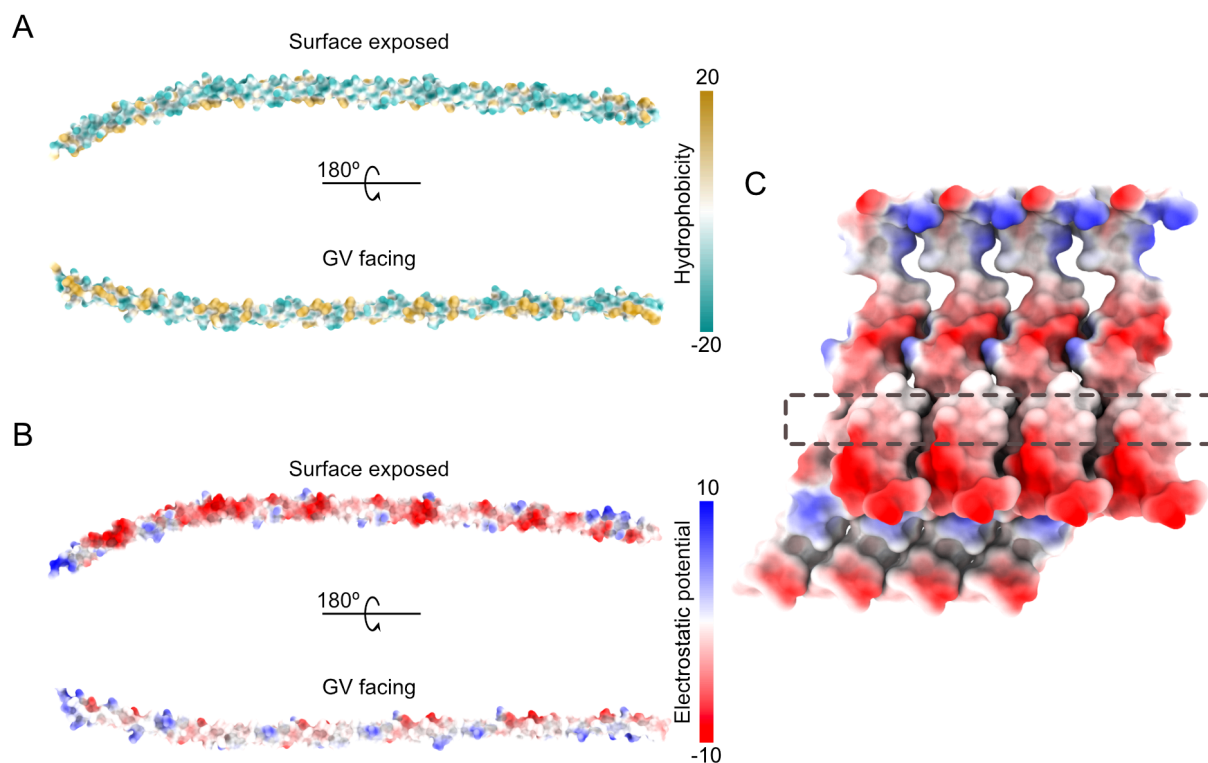 A
Surface exposed
20
180º
Hydrophobicity
GV facing
-20
B
Surface exposed
10
180º
Electrostatic potential
GV facing
-10
C